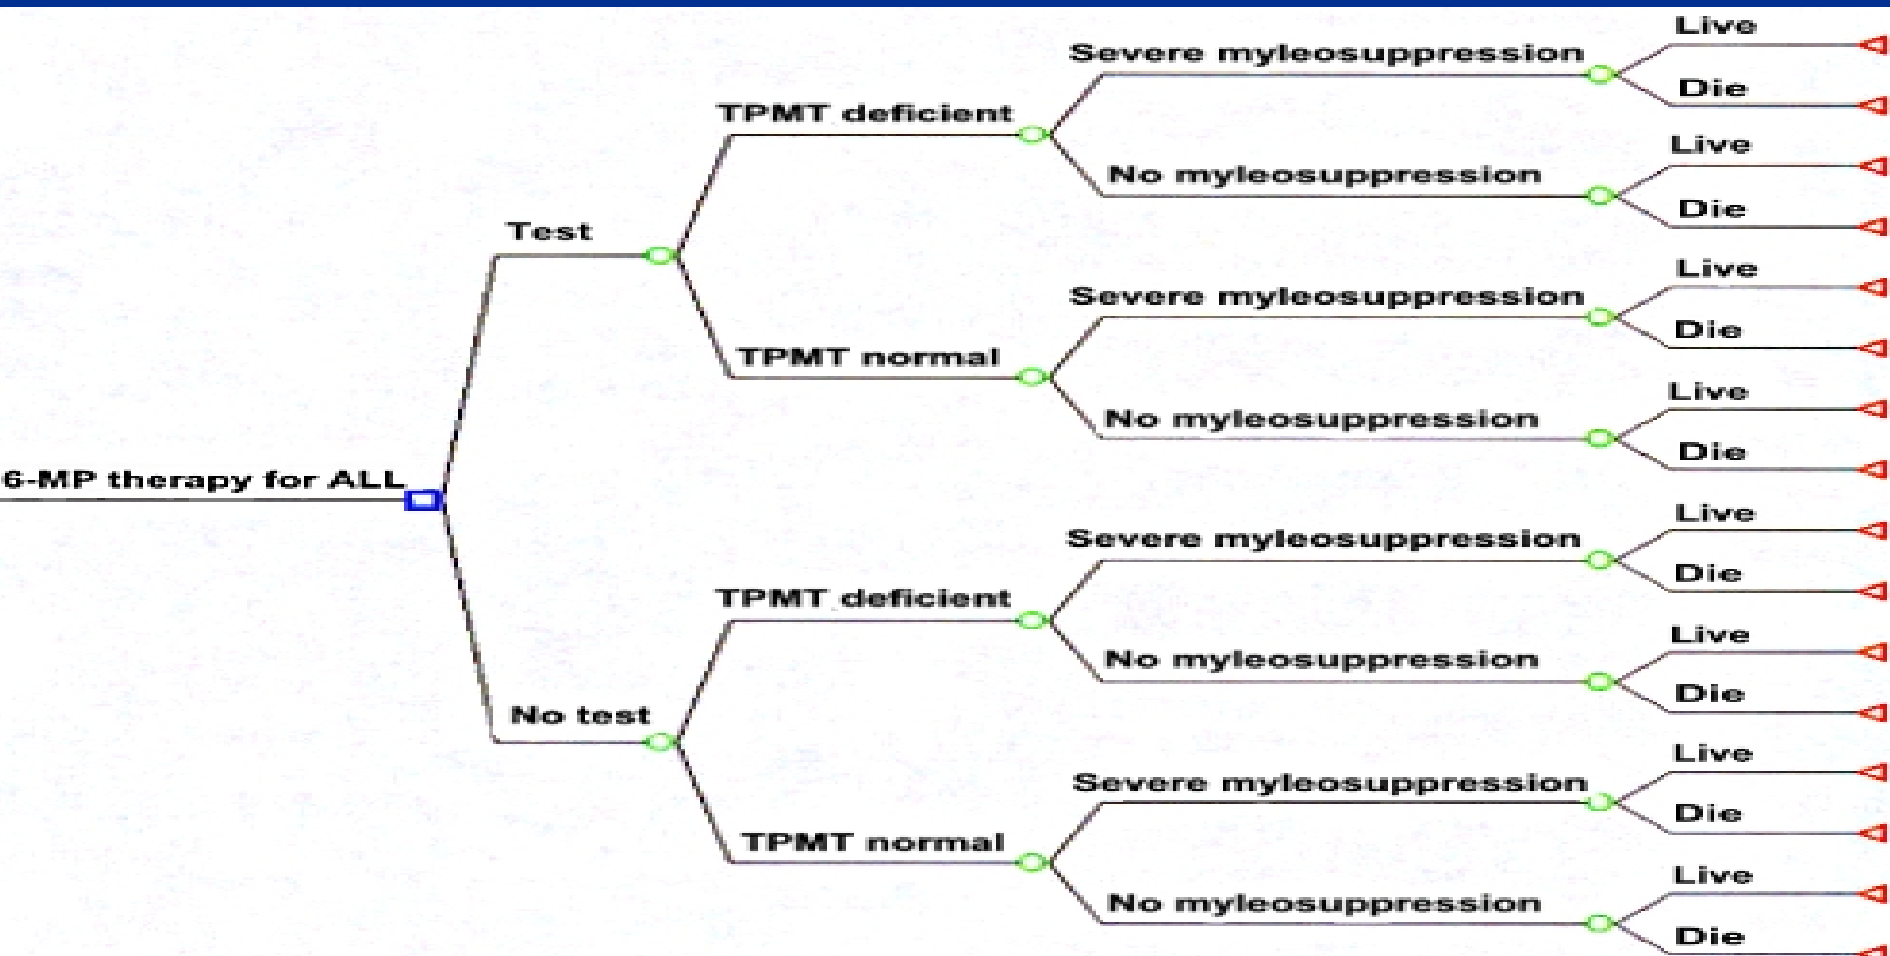 Live
Severe myleosuppression
Die
TPMT deficient
Live
No myleosuppression
Die
Test
Live
Severe myleosuppression
Die
TPMT normal
Live
No myleosuppression
Die
6-MP therapy for ALL
Live
Severe myleosuppression
Die
TPMT deficient
Live
No myleosuppression
Die
No test
Live
Severe myleosuppression
Die
TPMT normal
Live
No myleosuppression
Die